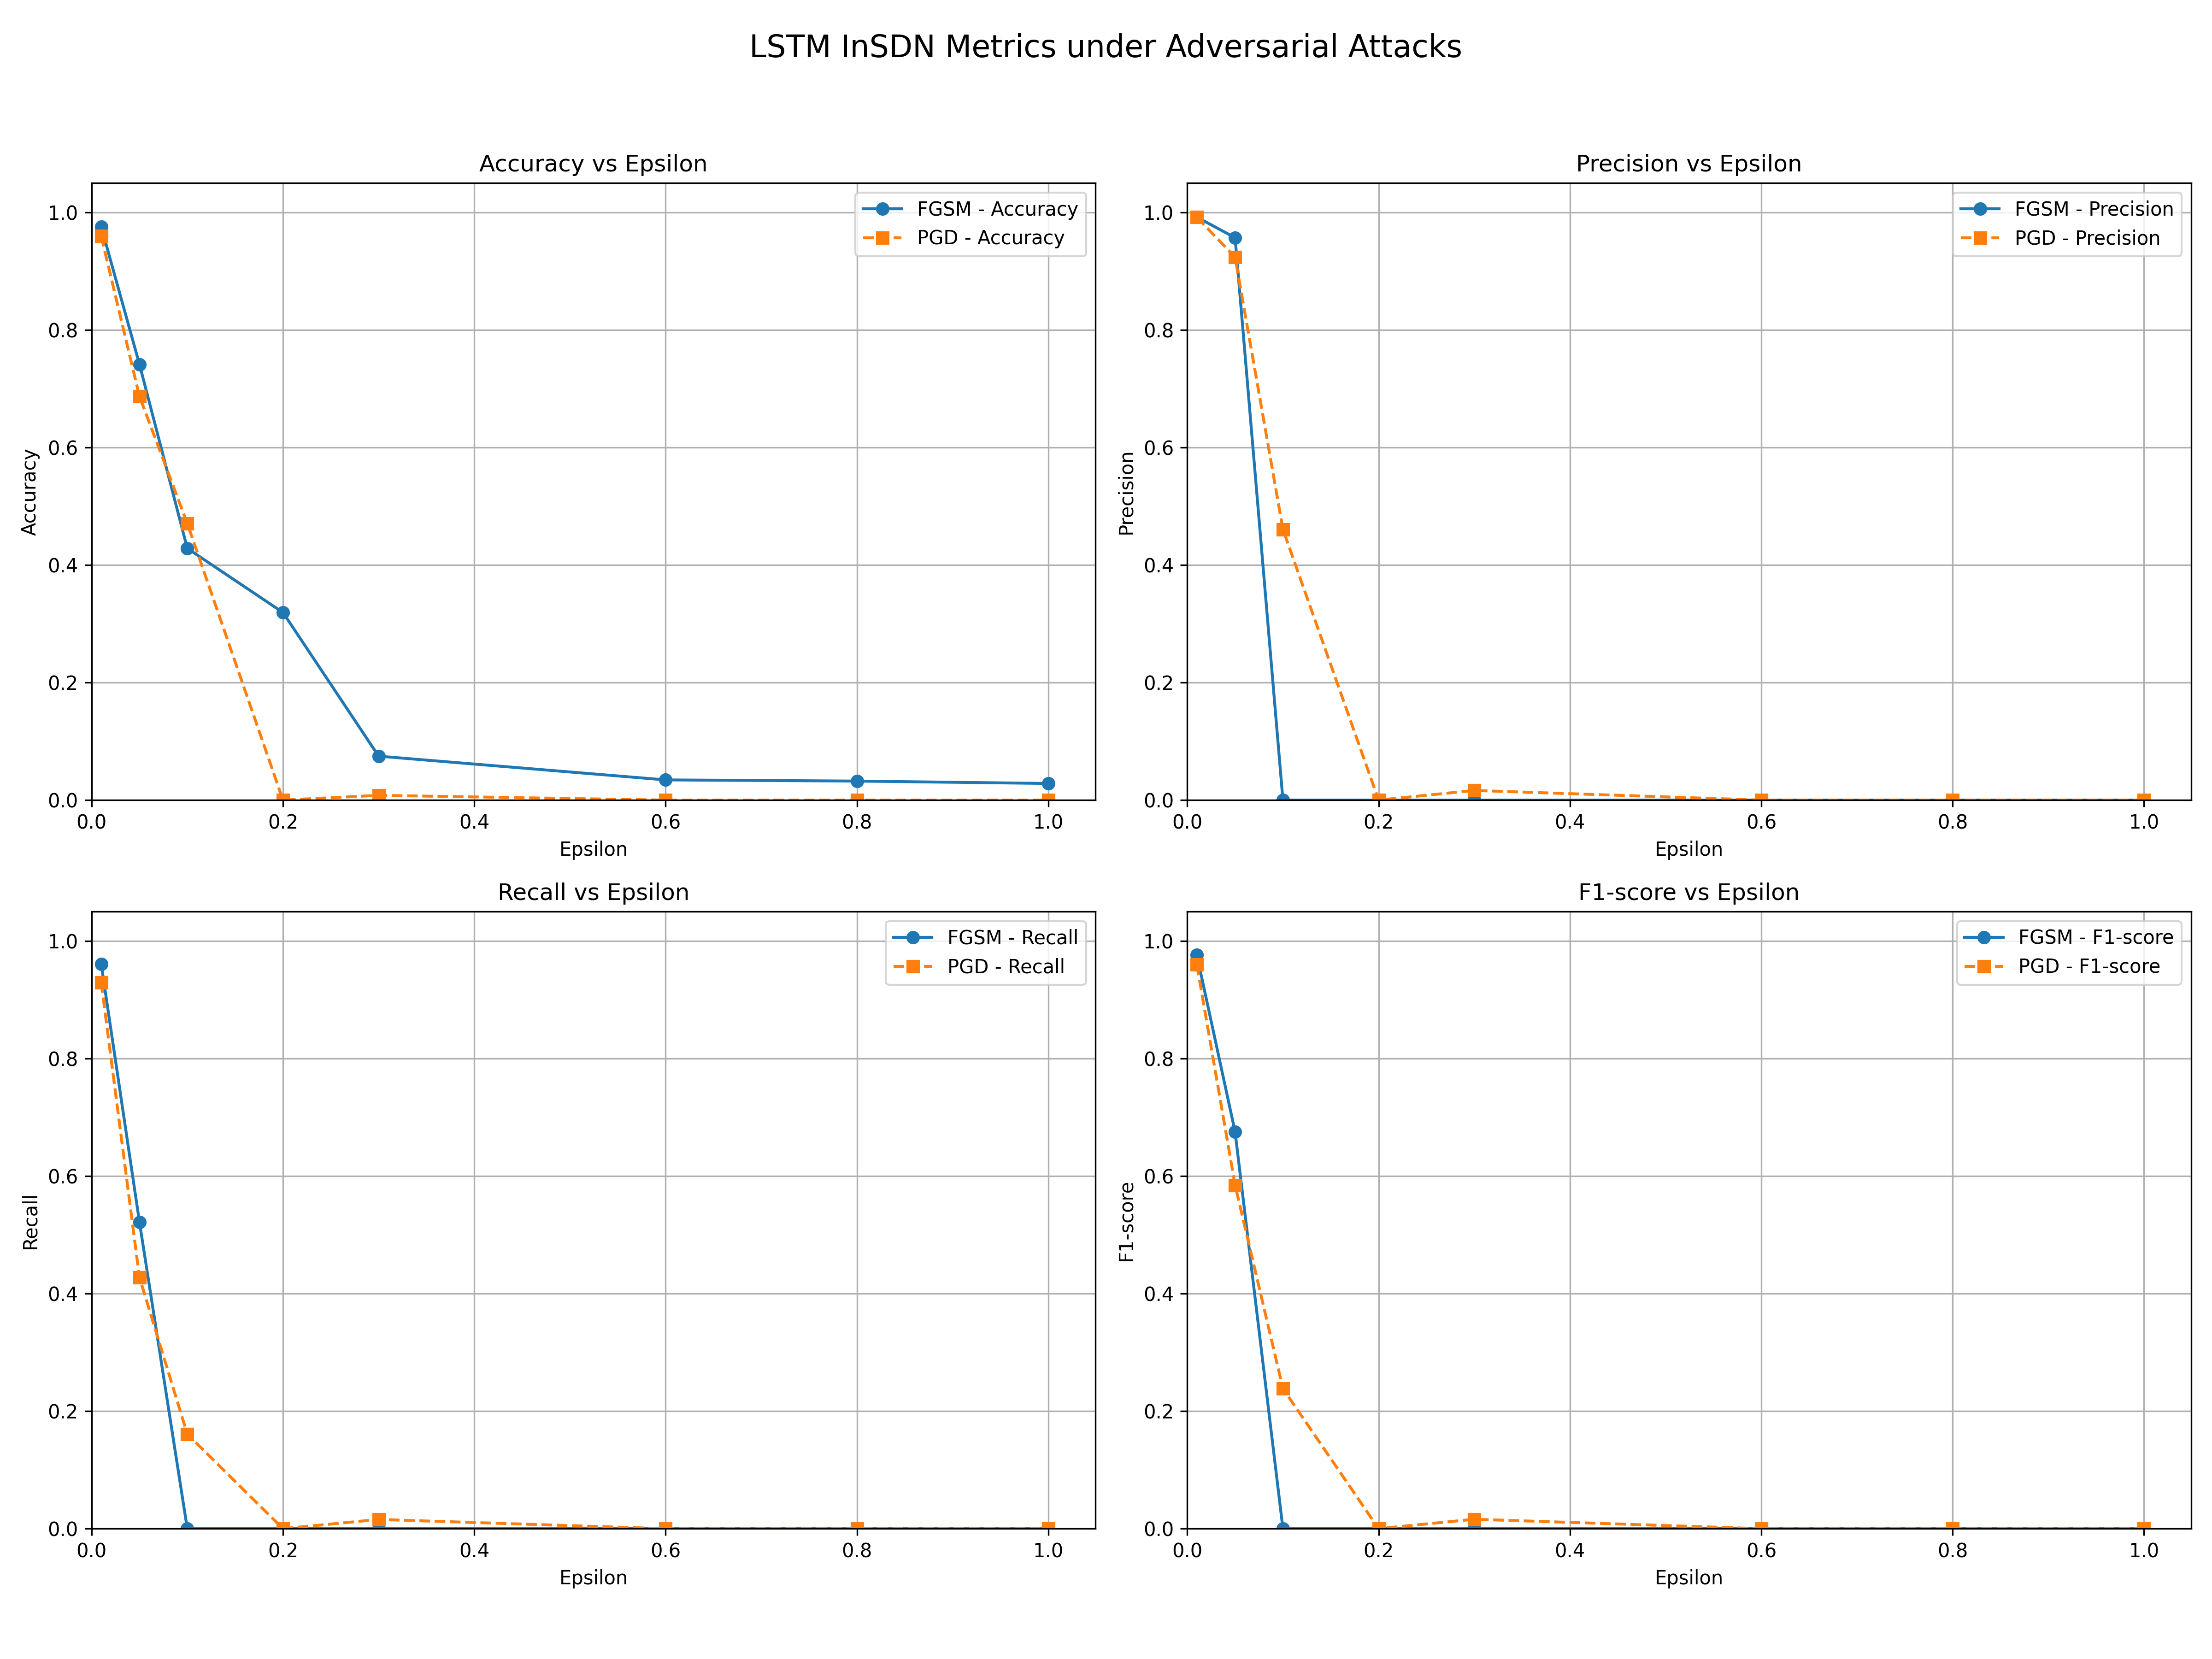 LSTM InSDN Metrics under Adversarial Attacks
Accuracy vs Epsilon
FGSM - Accuracy
PGD - Accuracy
1.0
0.8
0.6
0.4
0.2
0.0
Accuracy
0.0 0.2 0.4 0.6 0.8 1.0
Epsilon
Precision vs Epsilon
FGSM - Precision
PGD - Precision
1.0
0.8
0.6
0.4
0.2
0.0
Precision
0.0 0.2 0.4 0.6 0.8 1.0
Epsilon
Recall vs Epsilon
FGSM - Recall
PGD - Recall
1.0
0.8
0.6
0.4
0.2
0.0
Recall
0.0 0.2 0.4 0.6 0.8 1.0
Epsilon
F1-score vs Epsilon
FGSM - F1-score
PGD - F1-score
1.0
0.8
0.6
0.4
0.2
0.0
F1-score
0.0 0.2 0.4 0.6 0.8 1.0
Epsilon